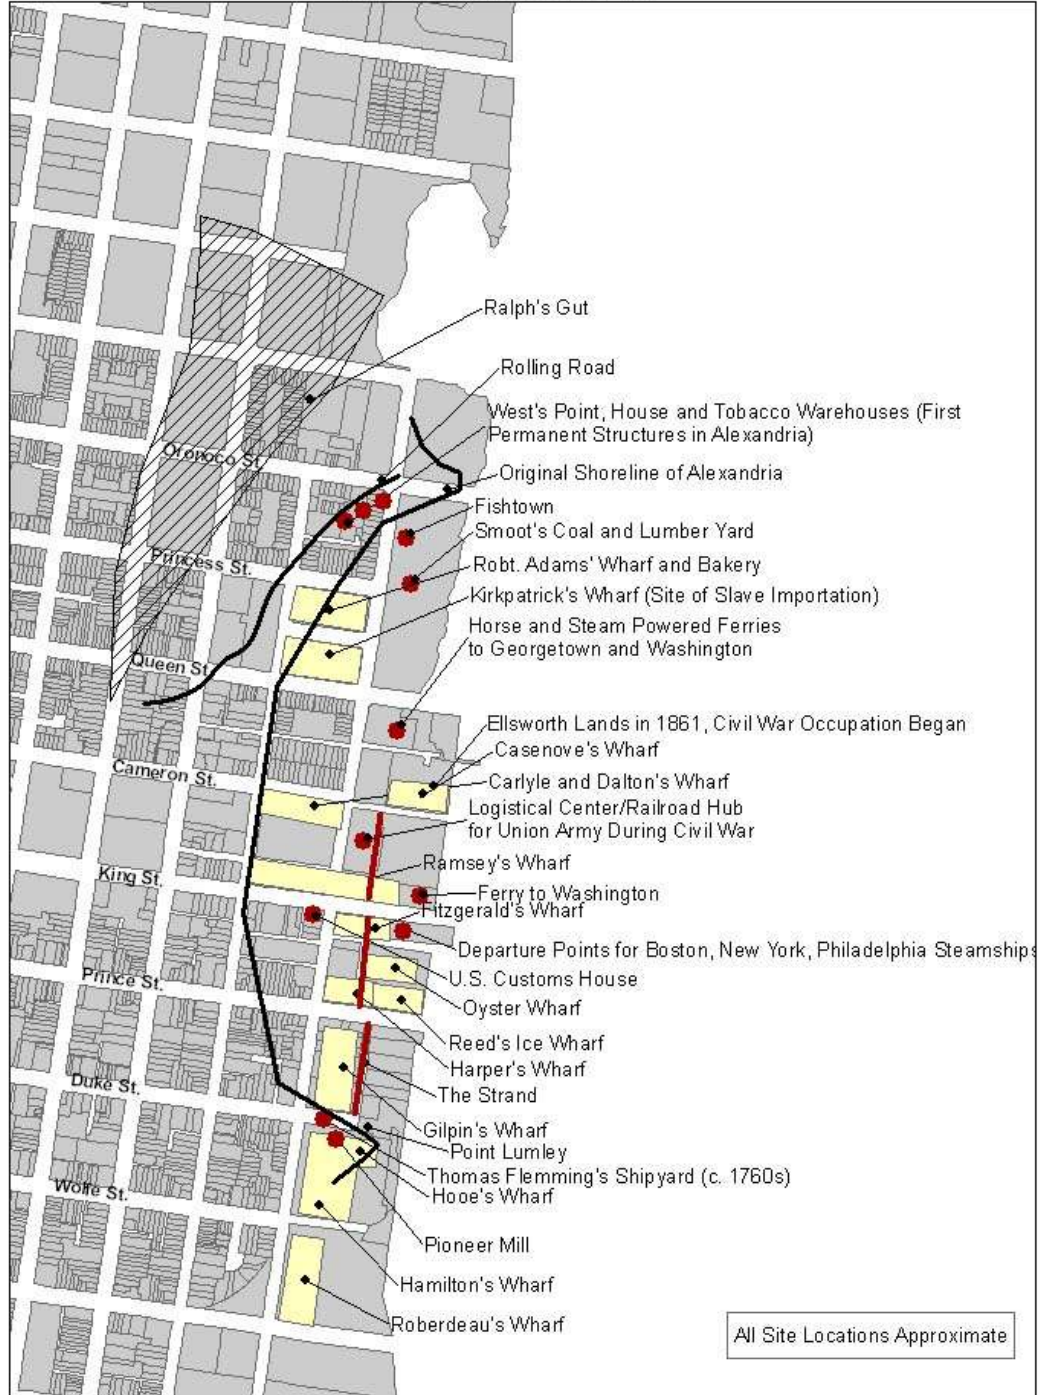 Ralph's Gut
Rolling Road
West's Point, House and Tobacco Warehouses (First
Permanent Structures in Alexandria)
Oronoco St.
Original Shoreline of Alexandria
Fishtown
Smoot's Coal and Lumber Yard
Princess St.
Robt. Adams' Wharf and Bakery
Kirkpatrick's Wharf (Site of Slave Importation)
Horse and Steam Powered Ferries
to Georgetown and Washington
Queen St.
Ellsworth Lands in 1861, Civil War Occupation Began
Casenove's Wharf
Cameron St.
Carlyle and Dalton's Wharf
Logistical Center/Railroad Hub
for Union Army During Civil War
Ramsey's Wharf
King St.
Ferry to Washington
Fitzgerald's Wharf
Departure Points for Boston, New York, Philadelphia Steamships
Prince St.
U.S. Customs House
Oyster Wharf
Reed's Ice Wharf
Harper's Wharf
Duke St.
The Strand
Gilpin's Wharf
Point Lumley
Thomas Flemming's Shipyard (c. 1760s)
Wolfe St.
Hooe's Wharf
Pioneer Mill
Hamilton's Wharf
Roberdeau's Wharf
All Site Locations Approximate